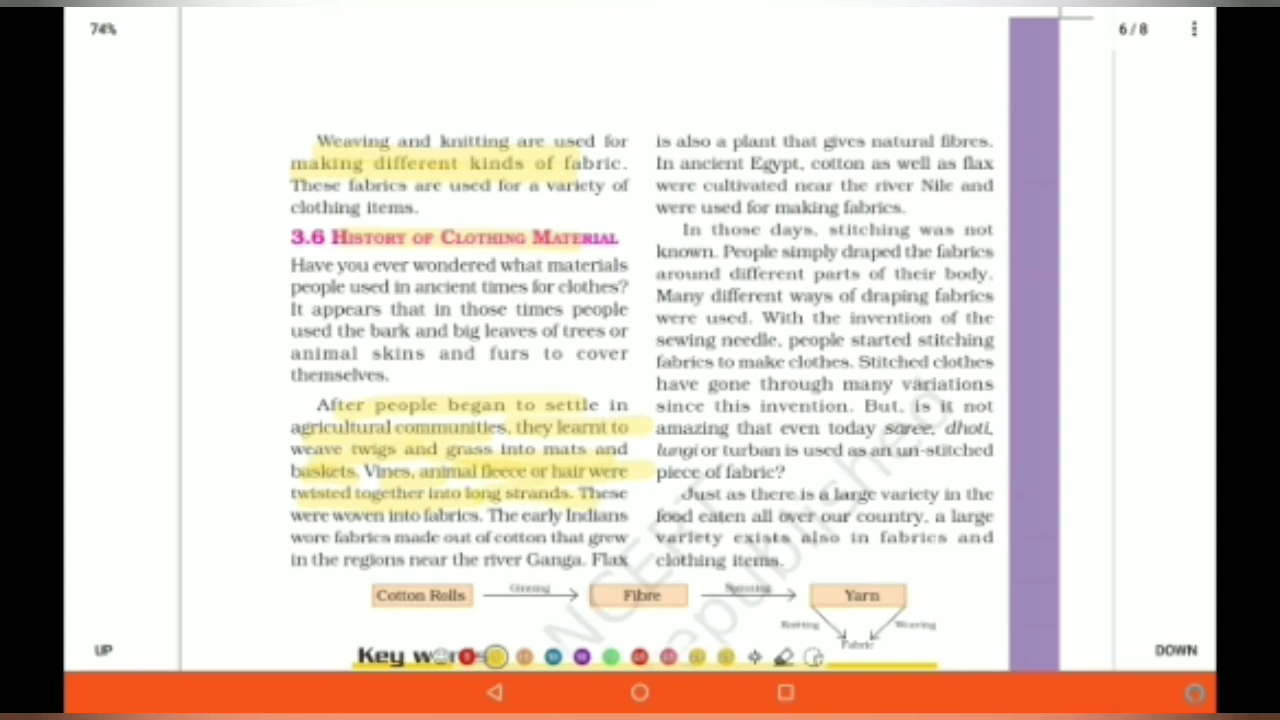 74%
6 / 8
Weaving and knitting are used for
making different kinds of fabric.
These fabrics are used for a variety of
clothing items.
3.6 HISTORY OF CLOTHING MATERIAL
Have you ever wondered what materials
people used in ancient times for clothes?
It appears that in those times people
used the bark and big leaves of trees or
animal skins and furs to cover
themselves.
After people began to settle in
agricultural communities, they learnt to
weave twigs and grass into mats and
baskets. Vines, animal fleece or hair were
twisted together into long strands. These
were woven into fabrics. The early Indians
wore fabrics made out of cotton that grew
in the regions near the river Ganga. Flax
is also a plant that gives natural fibres.
In ancient Egypt, cotton as well as flax
were cultivated near the river Nile and
were used for making fabrics.
In those days, stitching was not
known. People simply draped the fabrics
around different parts of their body.
Many different ways of draping fabrics
were used. With the invention of the
sewing needle, people started stitching
fabrics to make clothes. Stitched clothes
have gone through many variations
since this invention. But, is it not
amazing that even today saree, dhoti,
lungi or turban is used as an un-stitched
piece of fabric?
Just as there is a large variety in the
food eaten all over our country, a large
variety exists also in fabrics and
clothing items.
Cotton Rolls
Ginning
Fibre
Spinning
Yarn
Knitting
Weaving
Fabric
Key
UP
DOWN
NCERT
republished